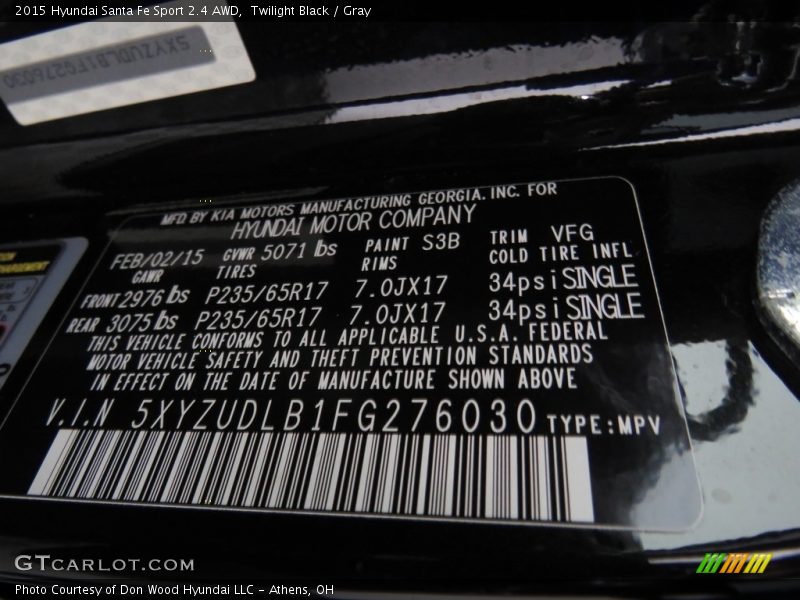 2015 Hyundai Santa Fe Sport 2.4 AWD,  Twilight Black / Gray
5XYZUDLB1FG276030
MFD BY KIA MOTORS MANUFACTURING GEORGIA. INC. FOR
HYUNDAI MOTOR COMPANY
FEB/02/15 GVWR 5071 lbs PAINT S3B TRIM VFG
GAWR TIRES RIMS COLD TIRE INFL
FRONT 2976 lbs P235/65R17 7.0JX17 34psi SINGLE
REAR 3075 lbs P235/65R17 7.0JX17 34psi SINGLE
THIS VEHICLE CONFORMS TO ALL APPLICABLE U.S.A. FEDERAL
MOTOR VEHICLE SAFETY AND THEFT PREVENTION STANDARDS
IN EFFECT ON THE DATE OF MANUFACTURE SHOWN ABOVE
V.I.N 5XYZUDLB1FG276030 TYPE:MPV
GTCARLOT.COM
Photo Courtesy of Don Wood Hyundai LLC - Athens, OH